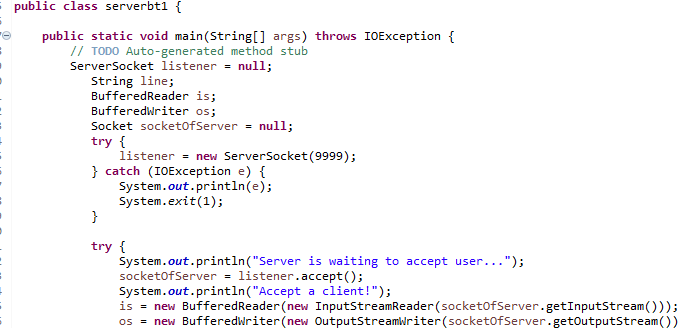 public class serverbt1 {
public static void main(String[] args) throws IOException {
// TODO Auto-generated method stub
ServerSocket listener = null;
String line;
BufferedReader is;
BufferedWriter os;
Socket socketOfServer = null;
try {
listener = new ServerSocket(9999);
} catch (IOException e) {
System.out.println(e);
System.exit(1);
}
try {
System.out.println("Server is waiting to accept user...");
socketOfServer = listener.accept();
System.out.println("Accept a client!");
is = new BufferedReader(new InputStreamReader(socketOfServer.getInputStream()));
os = new BufferedWriter(new OutputStreamWriter(socketOfServer.getOutputStream())